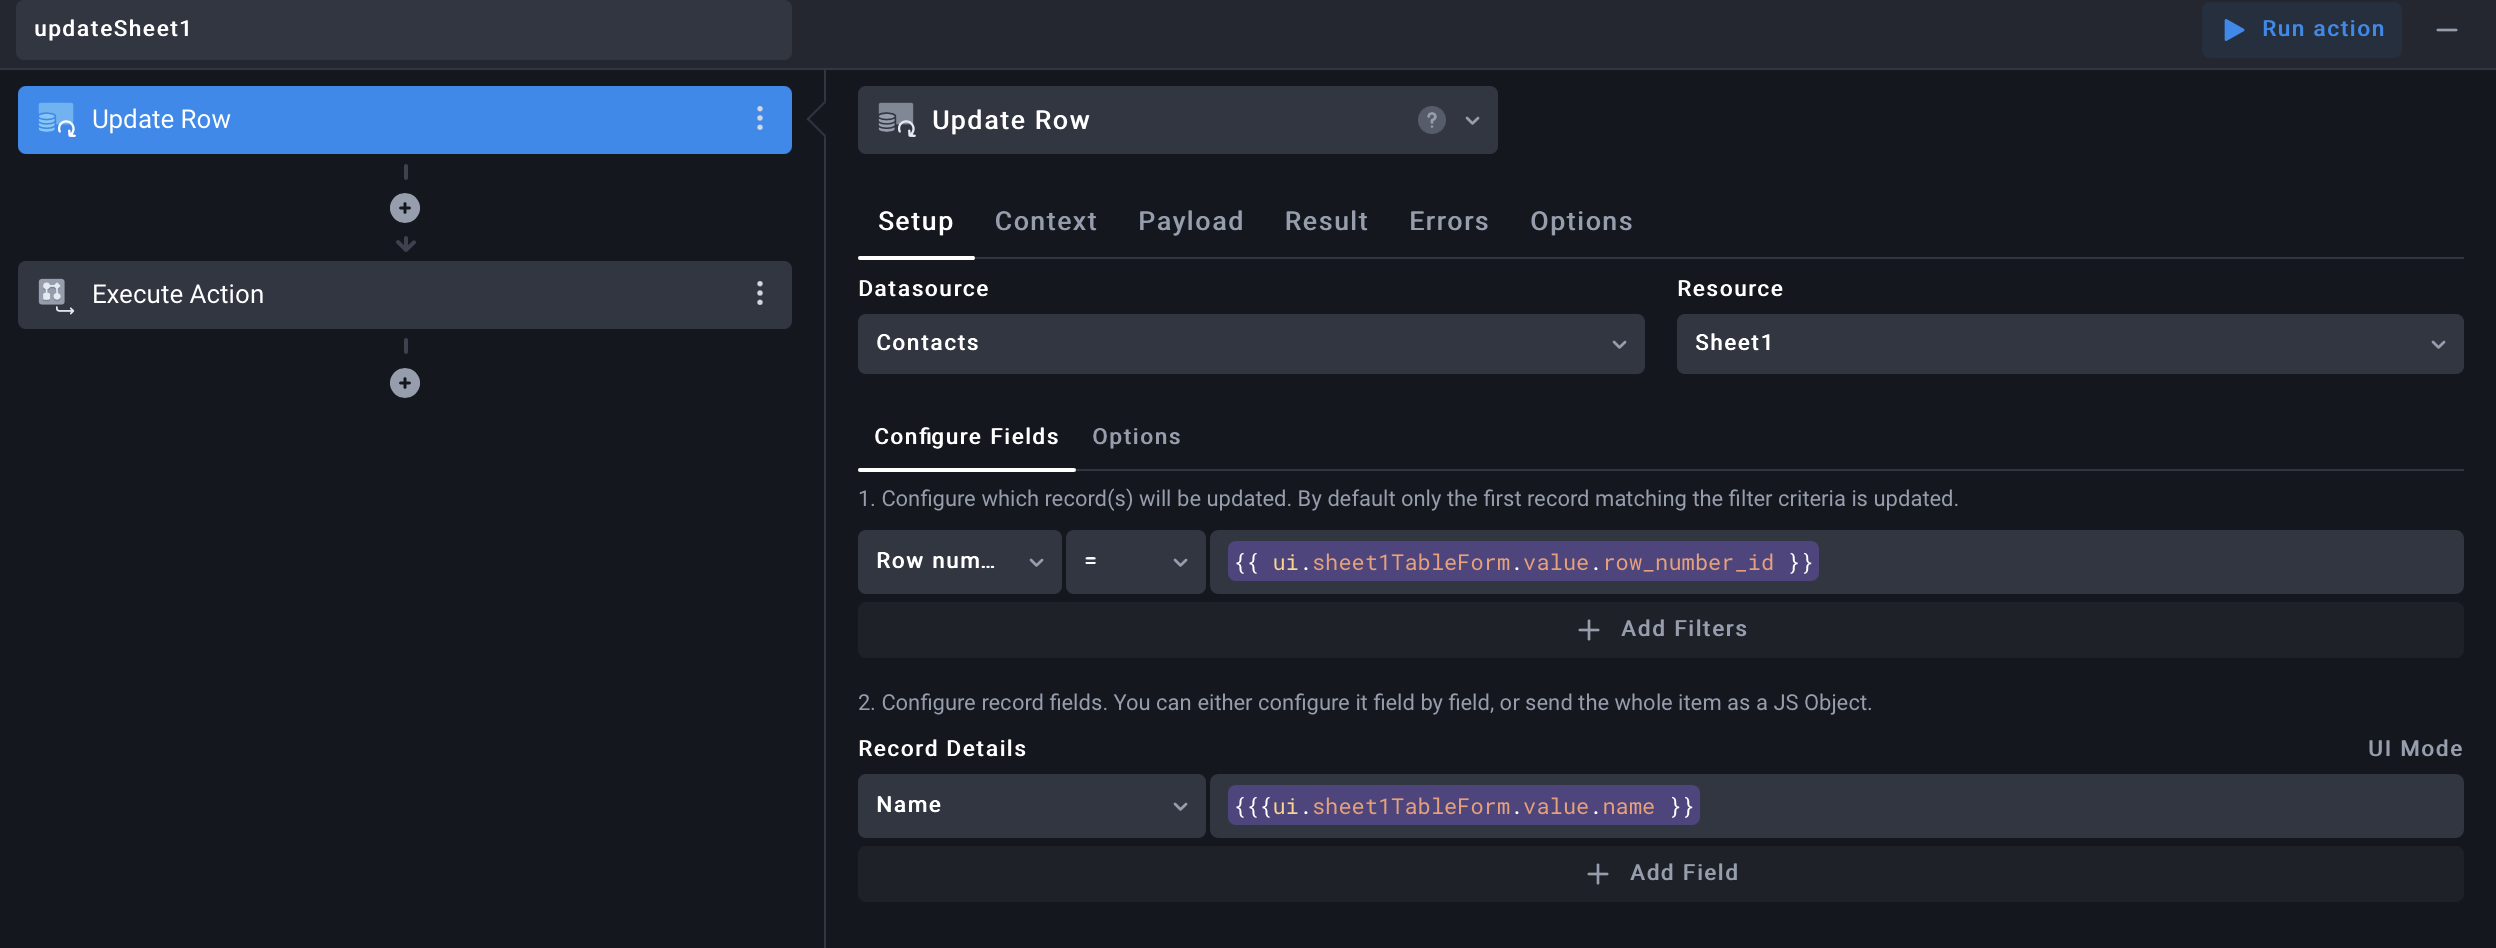 updateSheet1
Run action
Update Row
Execute Action
Update Row
?
Setup Context Payload Result Errors Options
Datasource
Resource
Contacts
Sheet1
Configure Fields Options
1. Configure which record(s) will be updated. By default only the first record matching the filter criteria is updated.
Row num... = {{ ui.sheet1TableForm.value.row_number_id }}
+ Add Filters
2. Configure record fields. You can either configure it field by field, or send the whole item as a JS Object.
Record Details
UI Mode
Name {{{ui.sheet1TableForm.value.name }}
+ Add Field